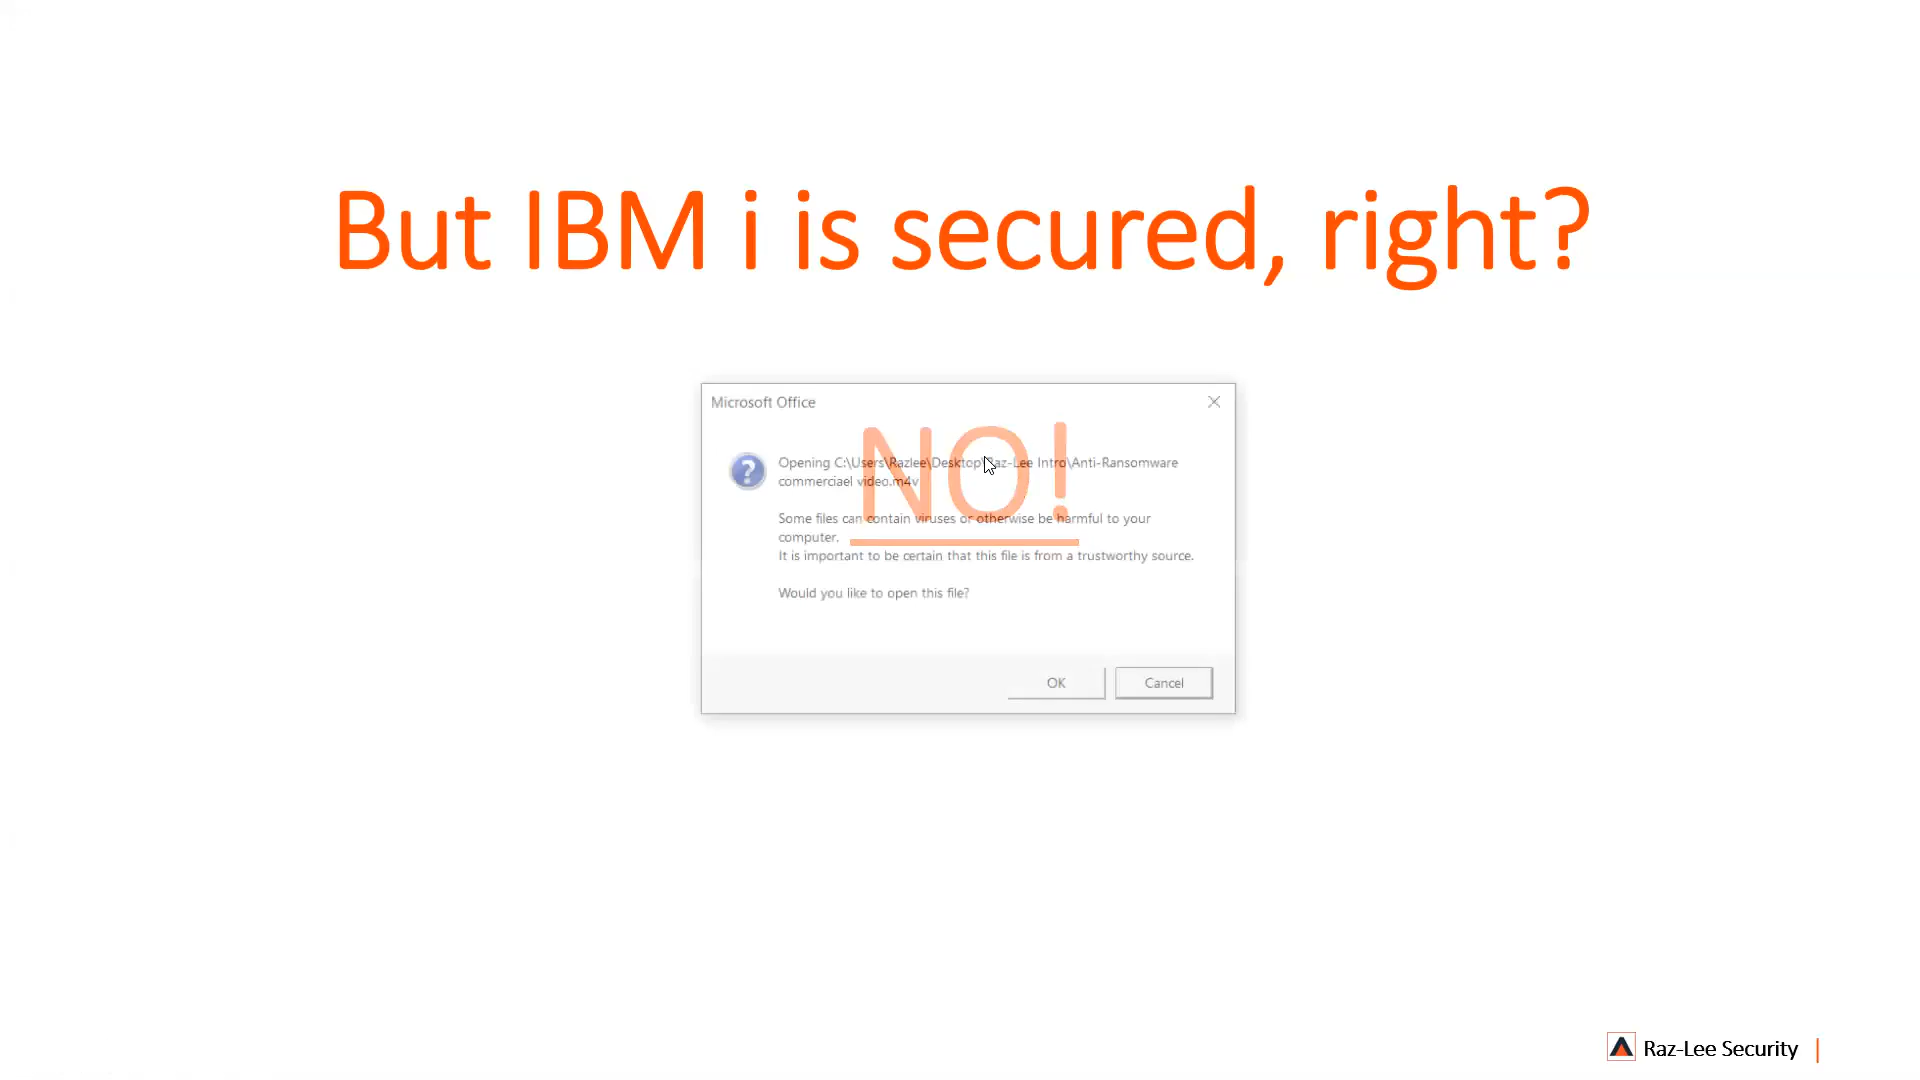 But IBM i is secured, right?
Microsoft Office
NO!
Opening C:\Users\Razlee\Desktop\Raz-Lee Intro\Anti-Ransomware
commerciael video.m4v
Some files can contain viruses or otherwise be harmful to your
computer.
It is important to be certain that this file is from a trustworthy source.
Would you like to open this file?
OK
Cancel
Raz-Lee Security